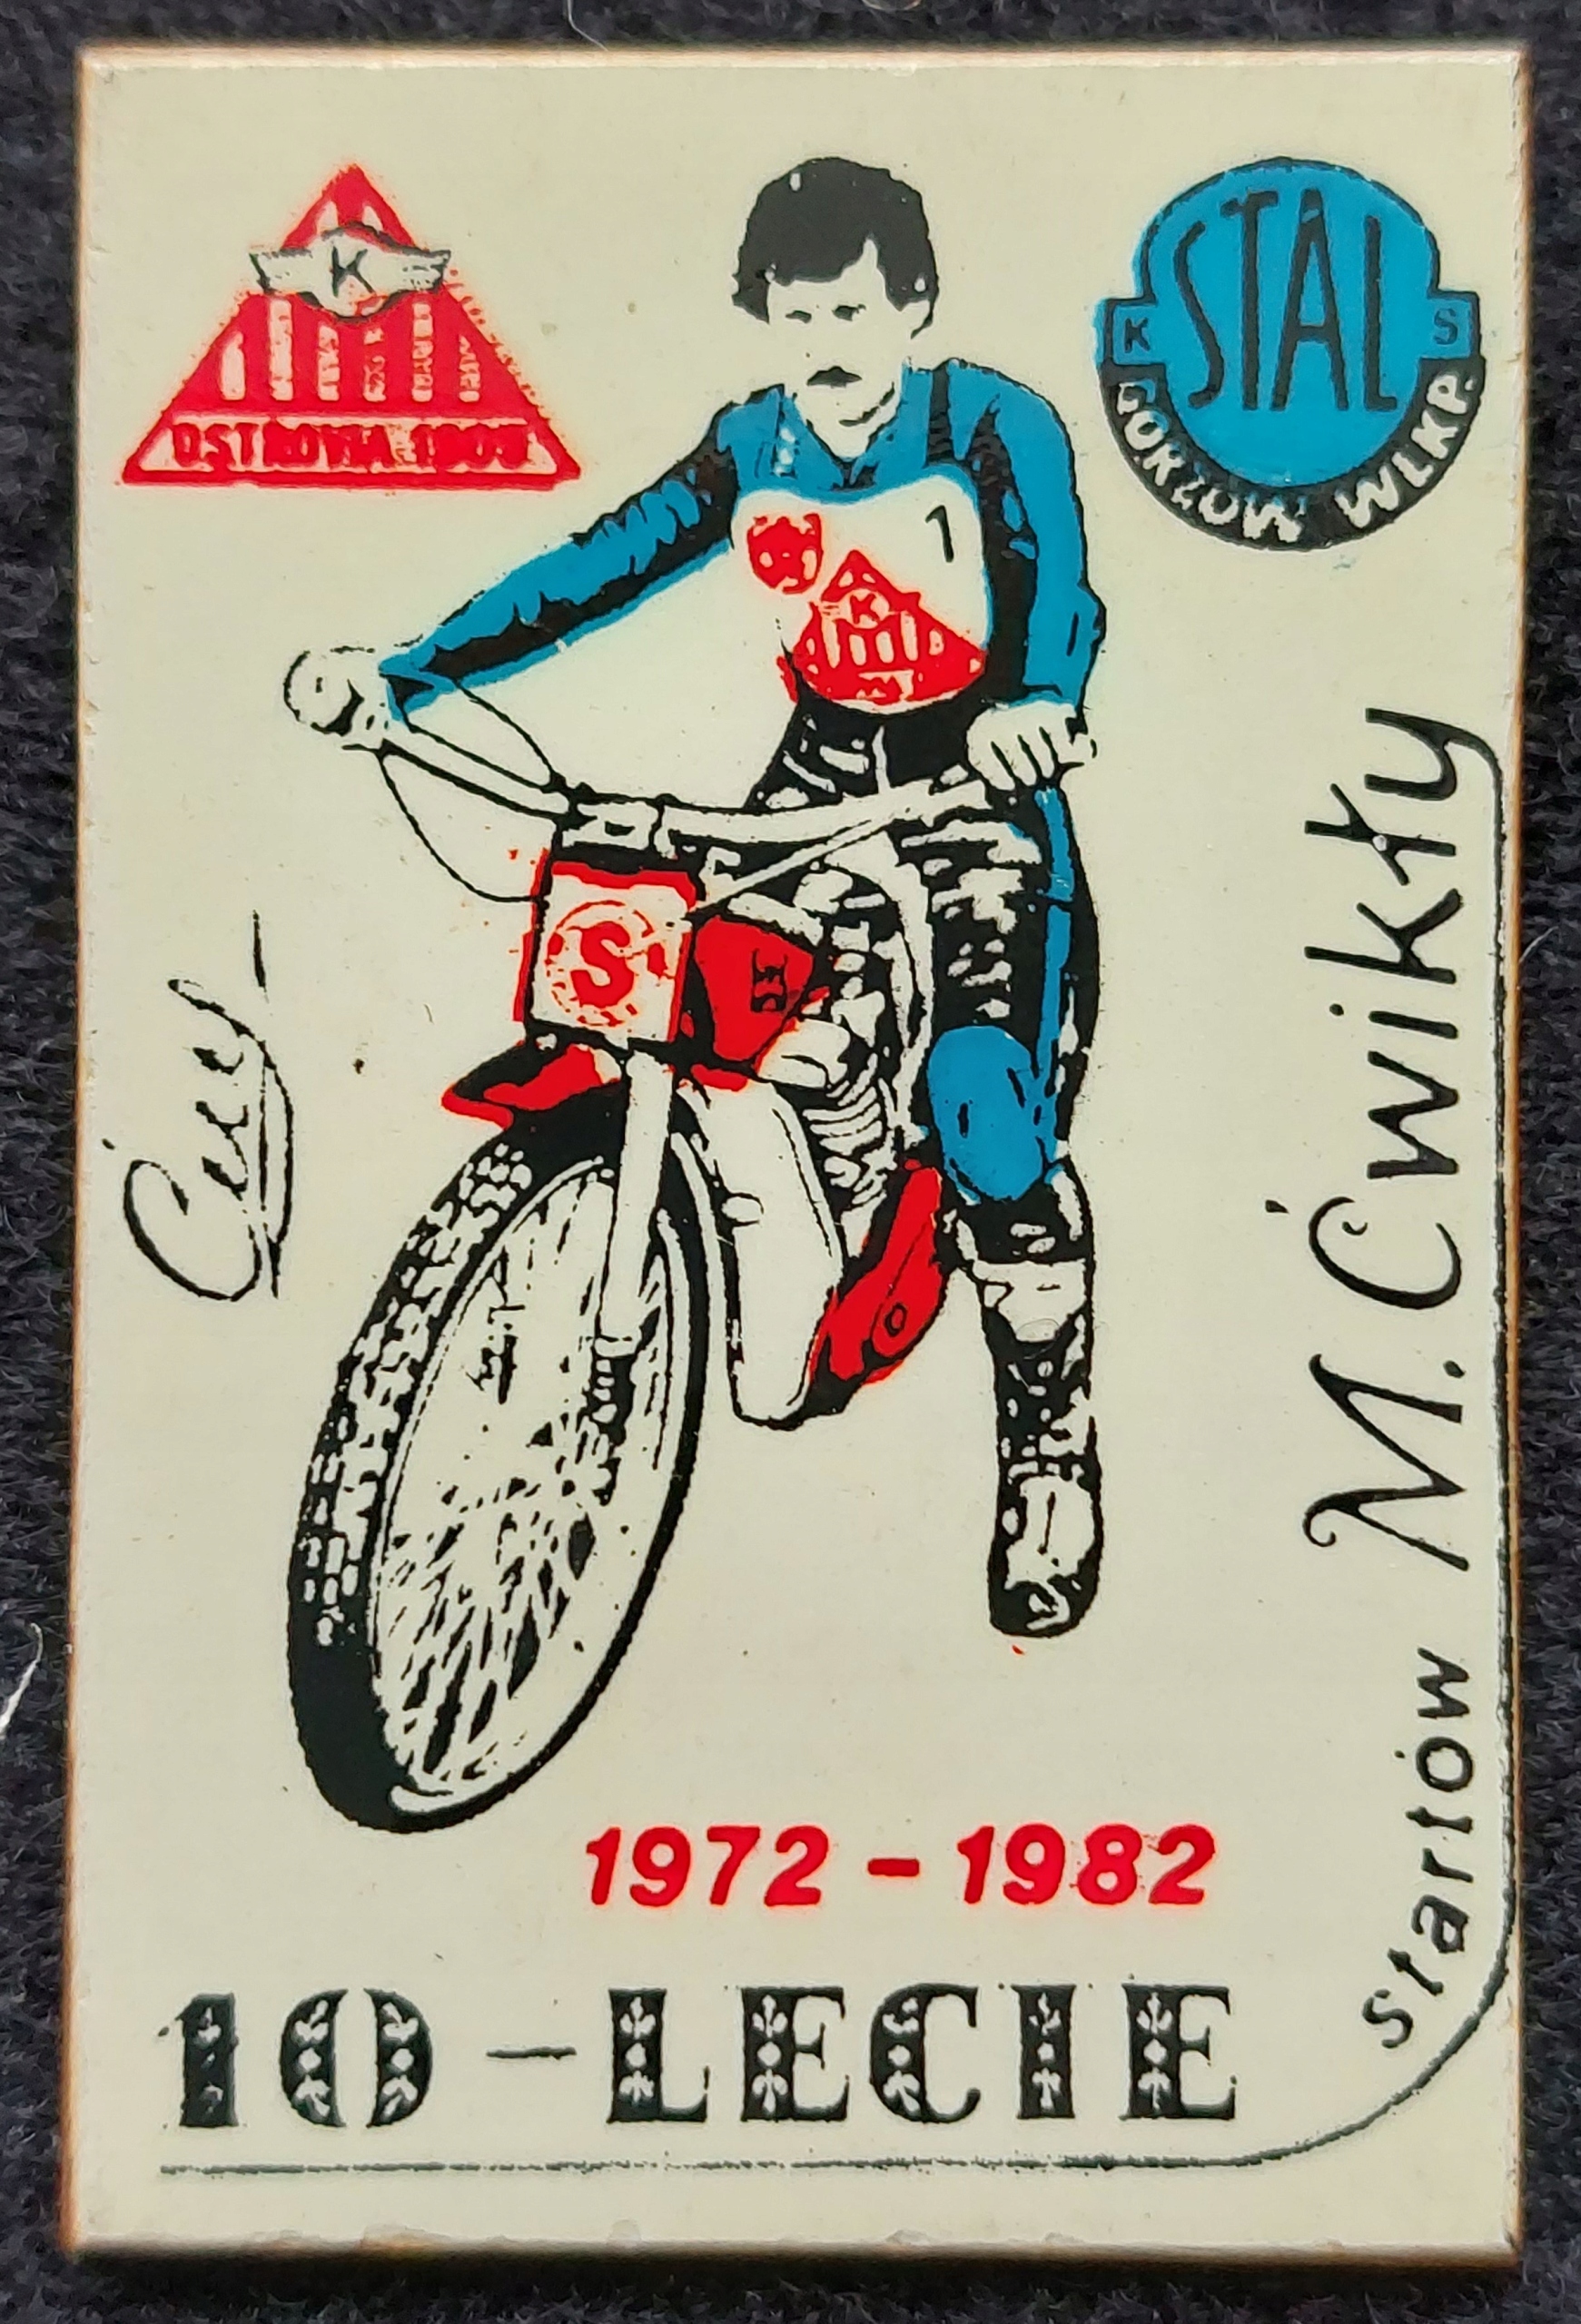 K
OSTROVIA 1909
STAL
K S
GORZÓW WLKP.
1
K
S
1972-1982
10-LECIE
startów M. Ćwikły